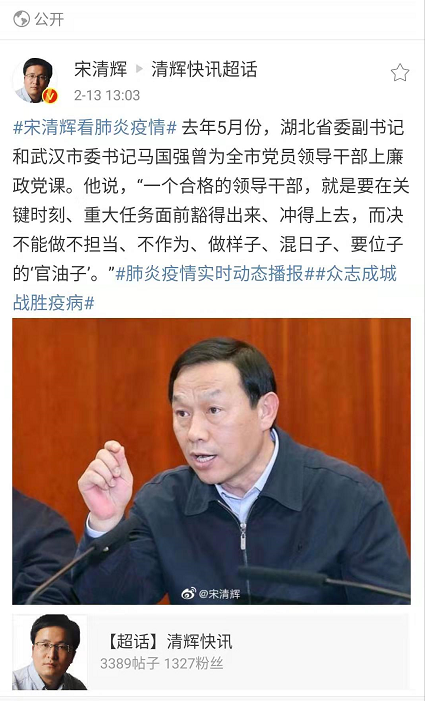 公开
宋清辉 ▶ 清辉快讯超话
2-13 13:03
#宋清辉看肺炎疫情# 去年5月份，湖北省委副书记
和武汉市委书记马国强曾为全市党员领导干部上廉
政党课。他说，“一个合格的领导干部，就是要在关
键时刻、重大任务面前豁得出来、冲得上去，而决
不能做不担当、不作为、做样子、混日子、要位子
的‘官油子’。”#肺炎疫情实时动态播报##众志成城
战胜疫病#
@宋清辉
【超话】清辉快讯
3389帖子 1327粉丝